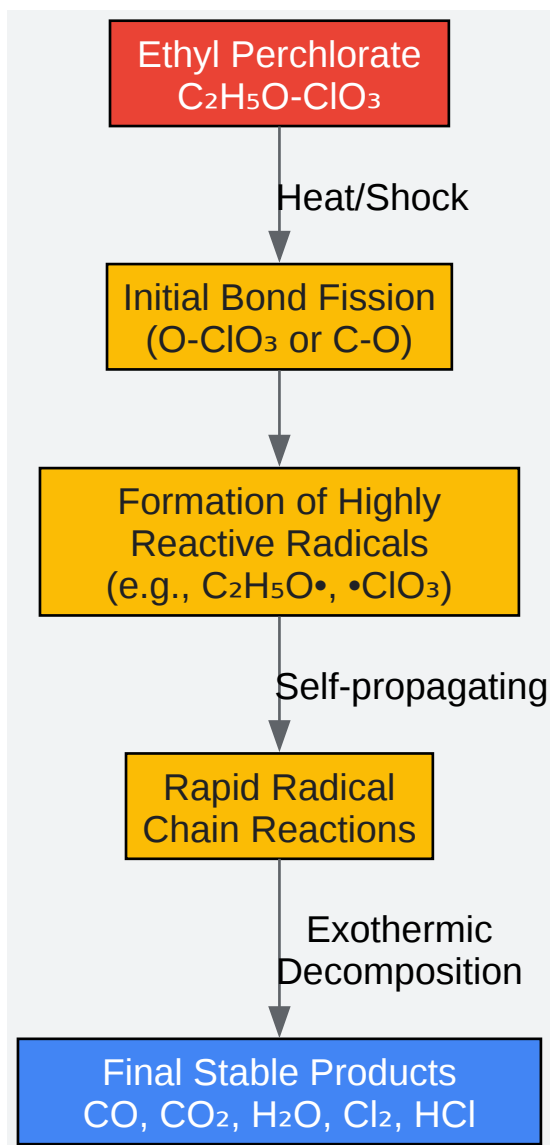 Ethyl Perchlorate
C₂H₅O-ClO₃
Heat/Shock
Initial Bond Fission
(O-ClO₃ or C-O)
Formation of Highly
Reactive Radicals
(e.g., C₂H₅O•, •ClO₃)
Self-propagating
Rapid Radical
Chain Reactions
Exothermic
Decomposition
Final Stable Products
CO, CO₂, H₂O, Cl₂, HCl